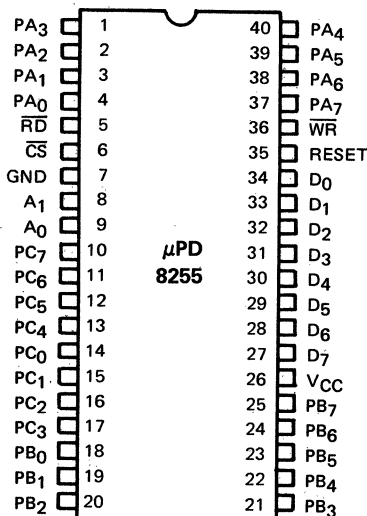 PA3 1 40 PA4
PA2 2 39 PA5
PA1 3 38 PA6
PA0 4 37 PA7
RD 5 36 WR
CS 6 35 RESET
GND 7 34 D0
A1 8 33 D1
A0 9 32 D2
PC7 10 μPD 31 D3
PC6 11 8255 30 D4
PC5 12 29 D5
PC4 13 28 D6
PC0 14 27 D7
PC1 15 26 VCC
PC2 16 25 PB7
PC3 17 24 PB6
PB0 18 23 PB5
PB1 19 22 PB4
PB2 20 21 PB3